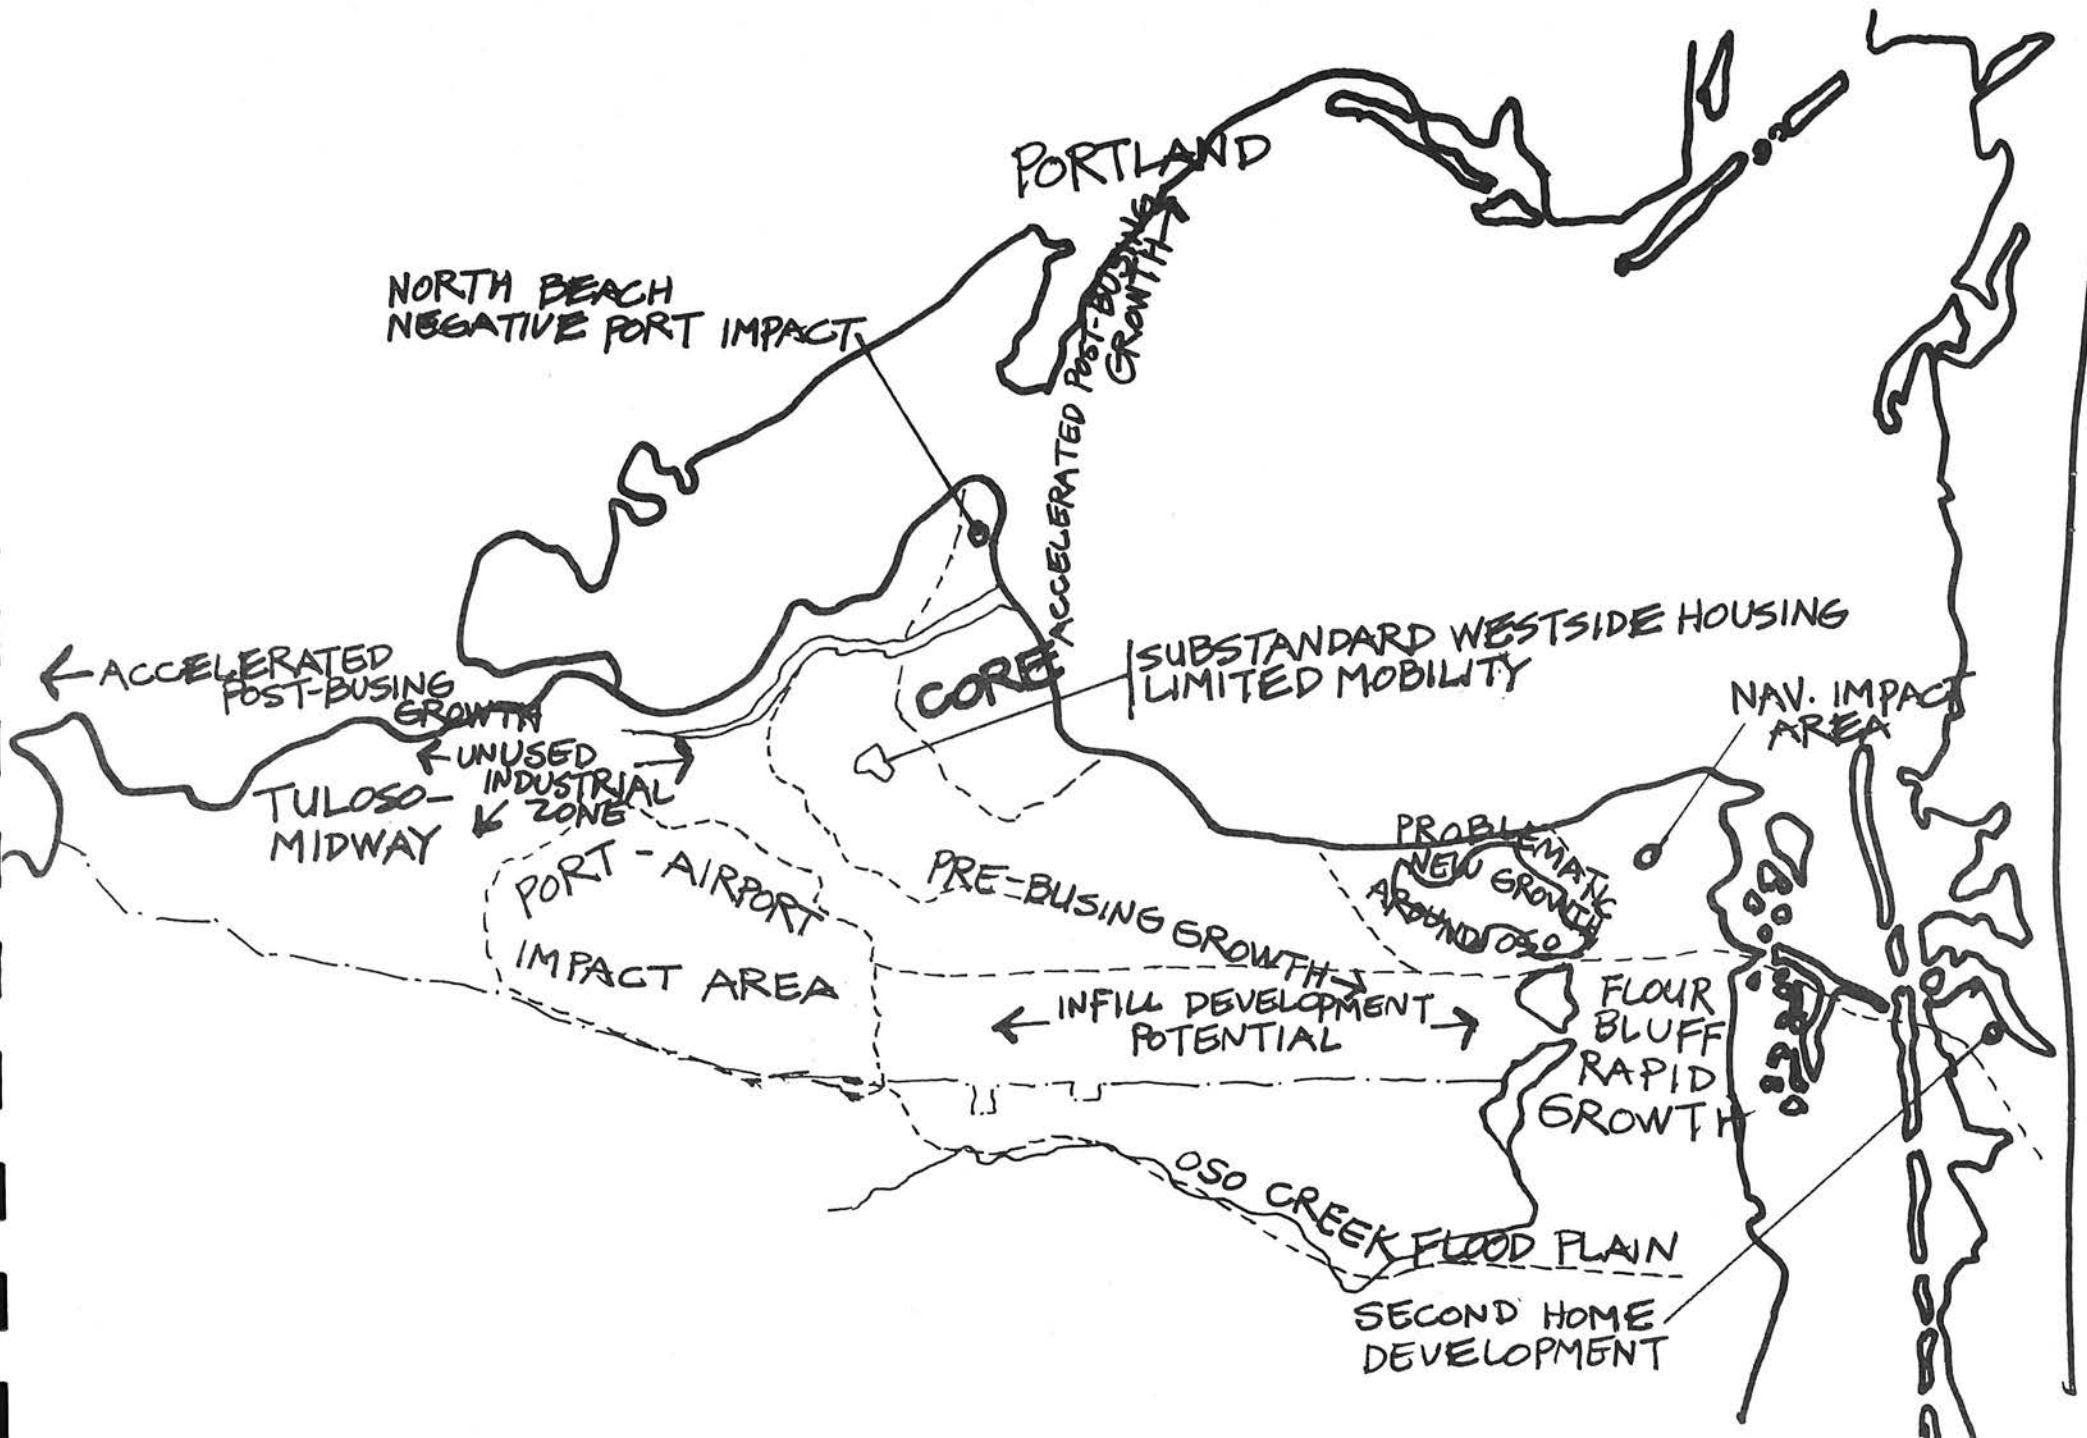 PORTLAND
NORTH BEACH
NEGATIVE PORT IMPACT
ACCELERATED POST-BUSING
GROWTH
ACCELERATED
POST-BUSING
GROWTH
SUBSTANDARD WESTSIDE HOUSING
LIMITED MOBILITY
CORE
NAV. IMPACT
AREA
UNUSED
INDUSTRIAL
ZONE
TULOSO-
MIDWAY
PROBLEMATIC
NEW GROWTH
AROUND OSO
PORT-AIRPORT
IMPACT AREA
PRE-BUSING GROWTH
INFILL DEVELOPMENT
POTENTIAL
FLOUR
BLUFF
RAPID
GROWTH
OSO CREEK FLOOD PLAIN
SECOND HOME
DEVELOPMENT